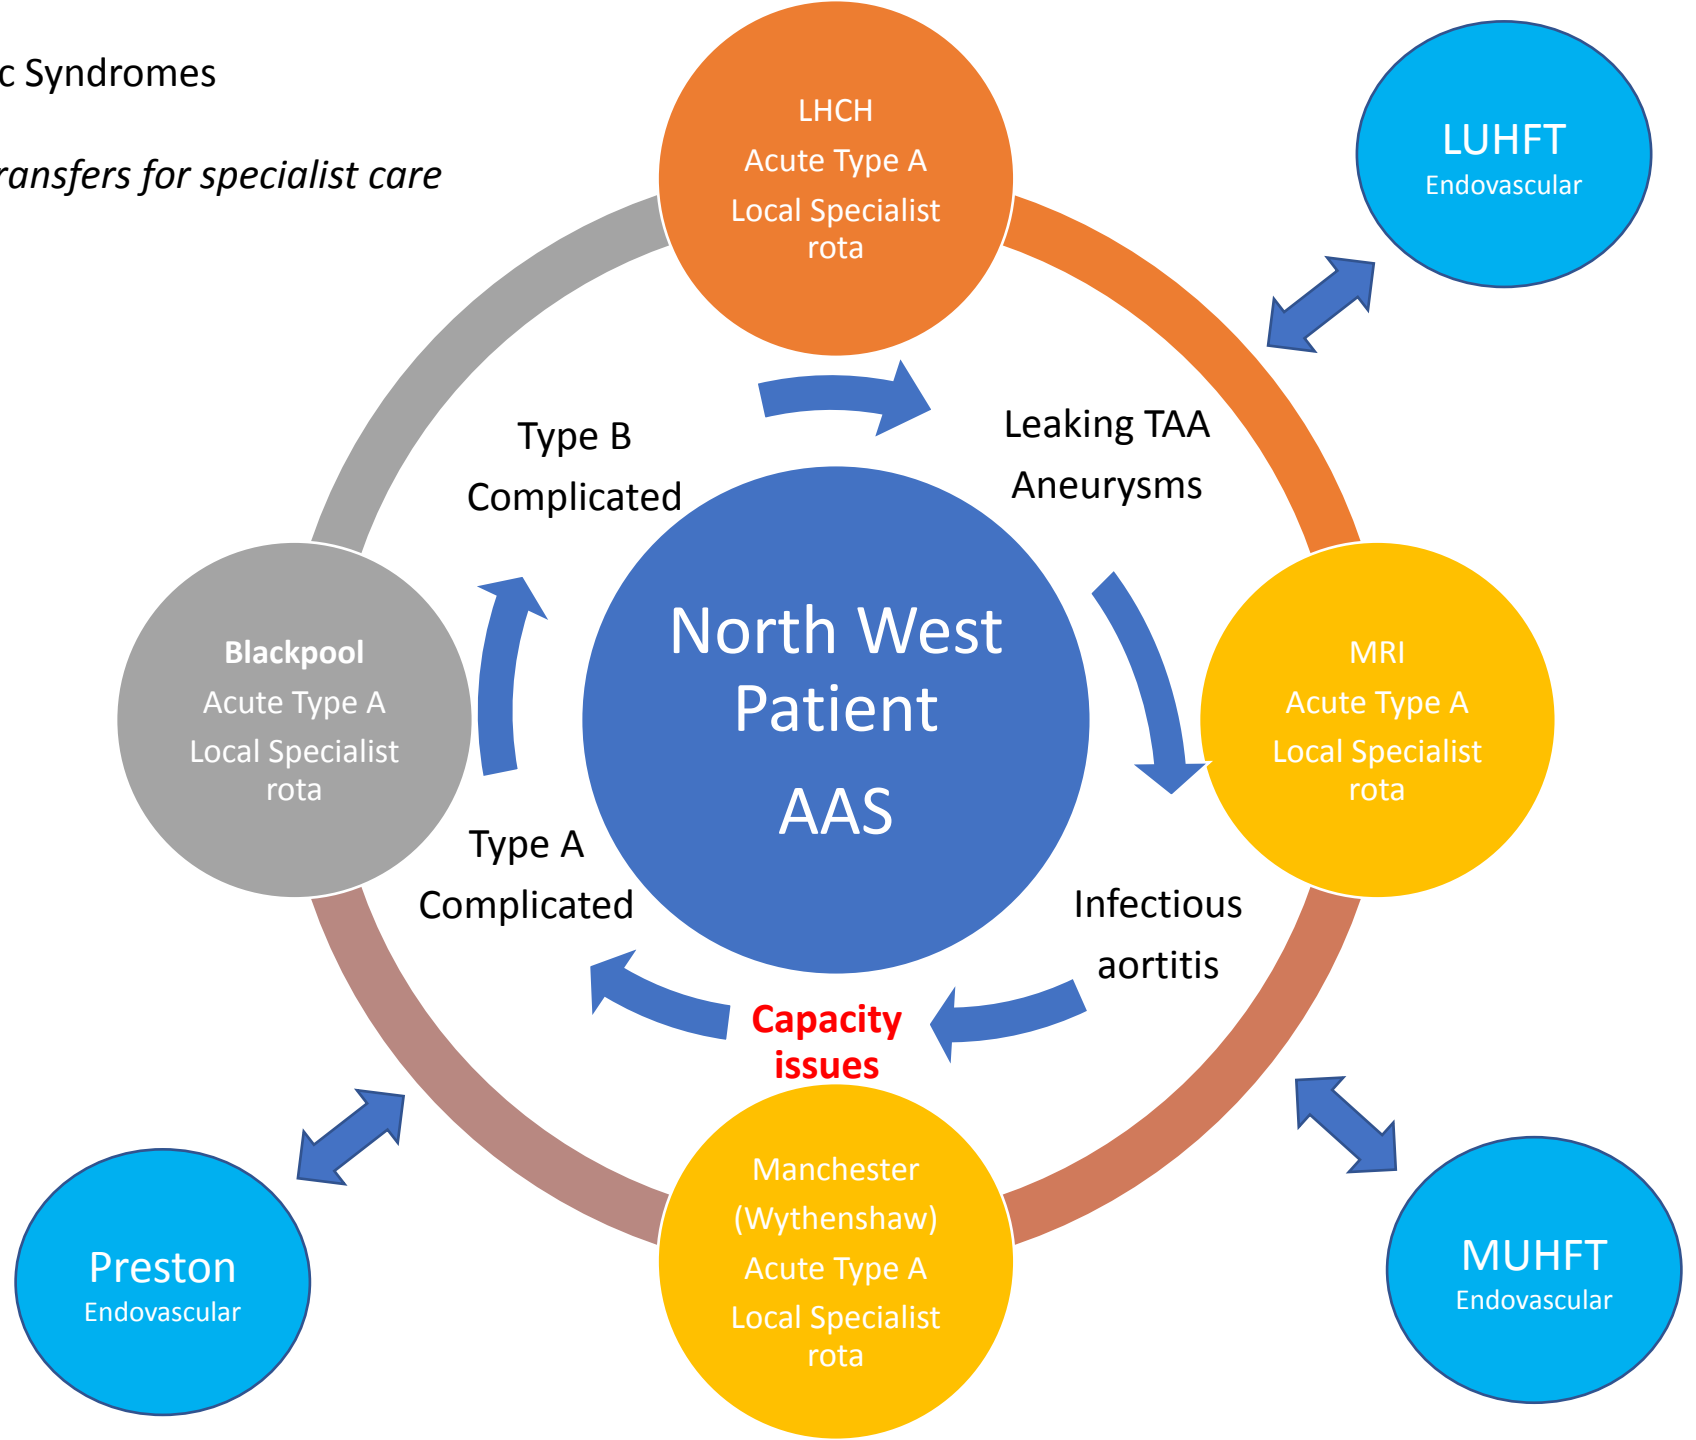 c Syndromes
ransfers for specialist care
LHCH
Acute Type A
Local Specialist
rota
LUHFT
Endovascular
Type B
Complicated
Leaking TAA
Aneurysms
North West
Patient
AAS
Blackpool
Acute Type A
Local Specialist
rota
MRI
Acute Type A
Local Specialist
rota
Type A
Complicated
Infectious
aortitis
Capacity
issues
Manchester
(Wythenshaw)
Acute Type A
Local Specialist
rota
Preston
Endovascular
MUHFT
Endovascular